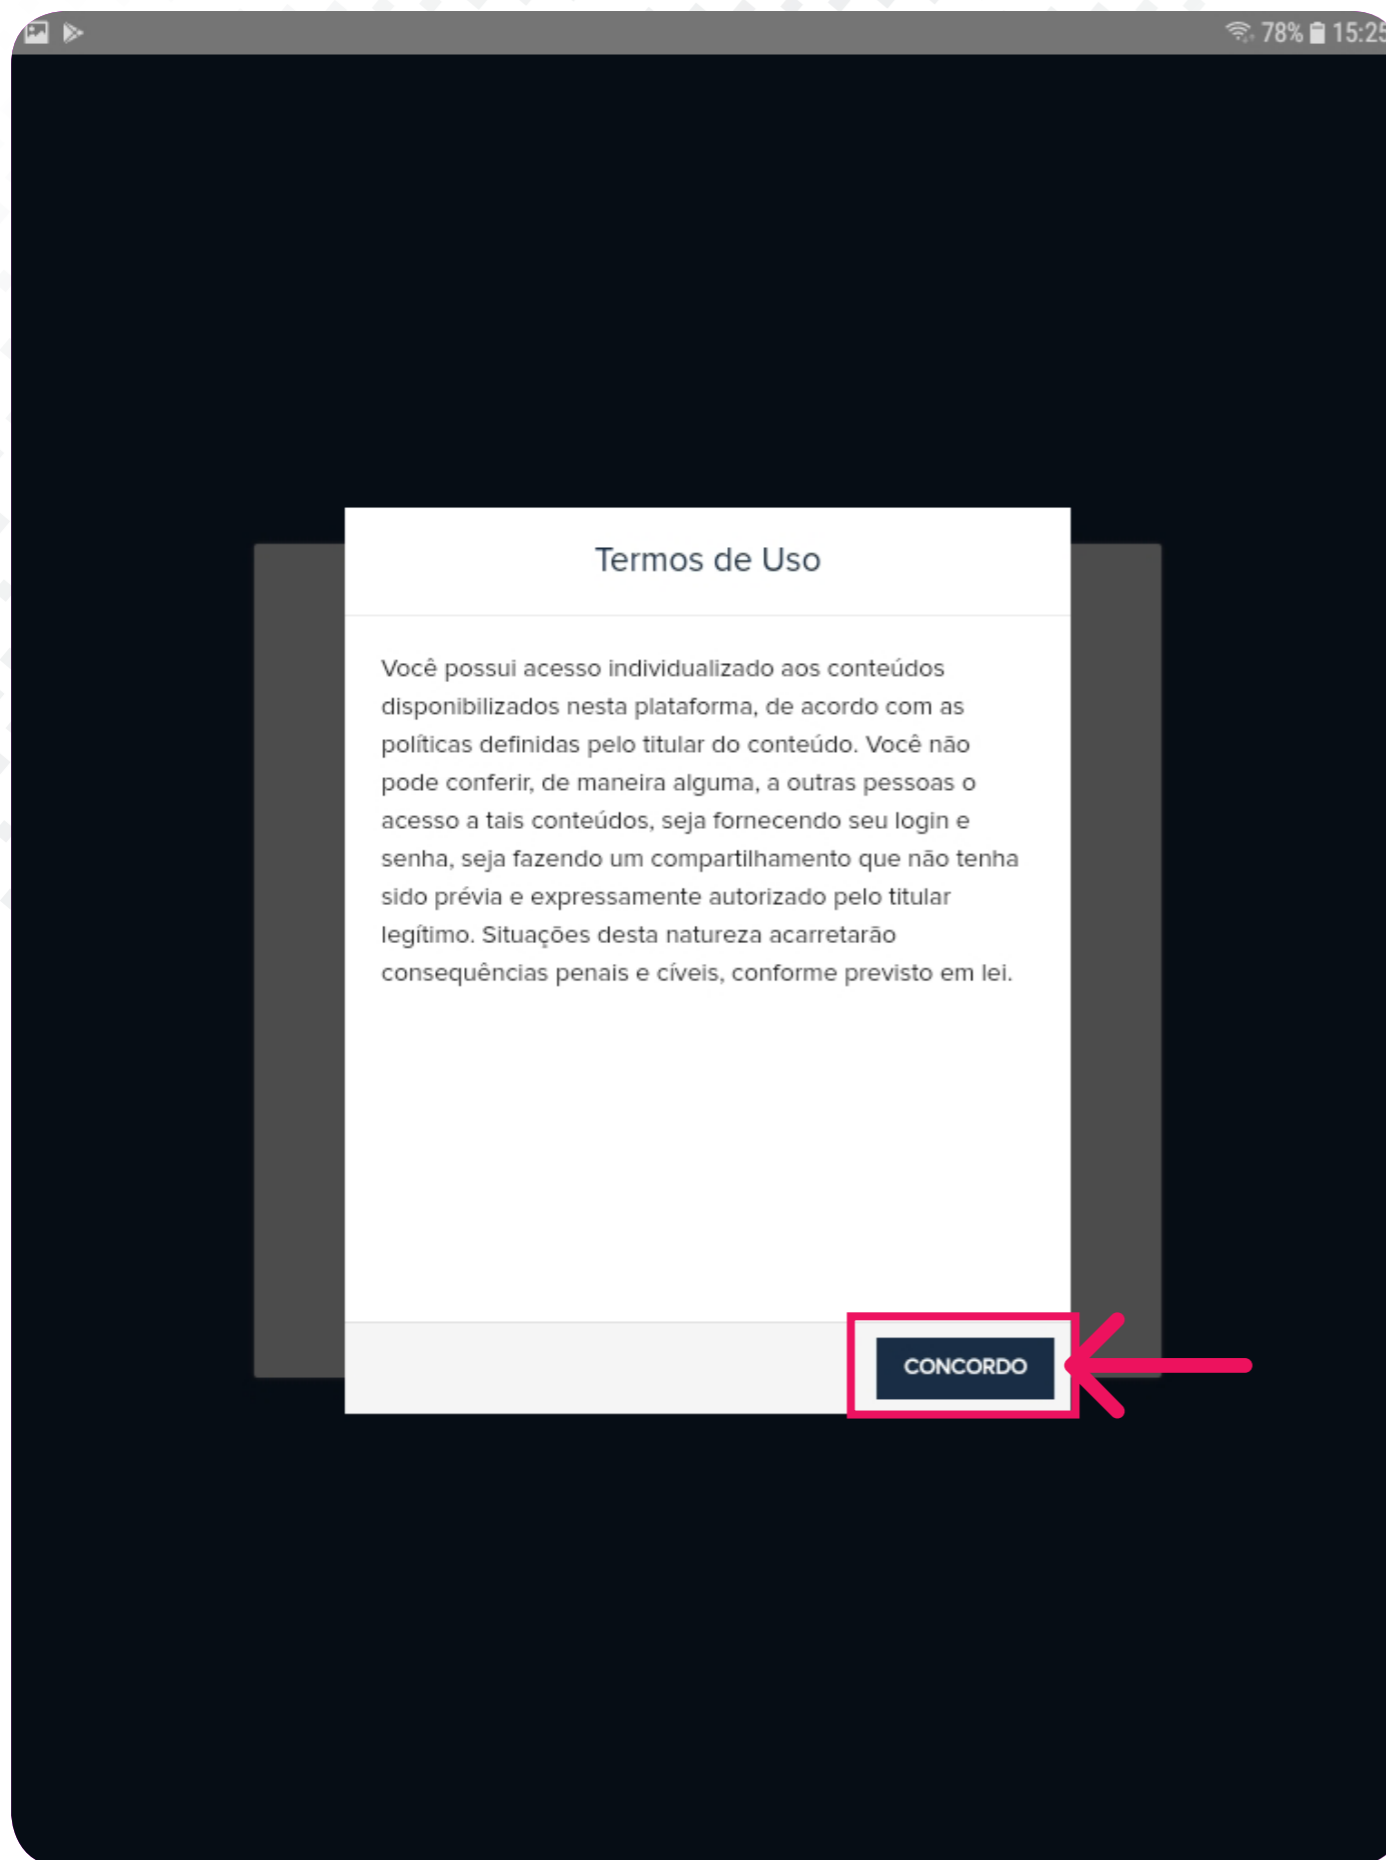 78% 15:25
Termos de Uso
Você possui acesso individualizado aos conteúdos
disponibilizados nesta plataforma, de acordo com as
políticas definidas pelo titular do conteúdo. Você não
pode conferir, de maneira alguma, a outras pessoas o
acesso a tais conteúdos, seja fornecendo seu login e
senha, seja fazendo um compartilhamento que não tenha
sido prévia e expressamente autorizado pelo titular
legítimo. Situações desta natureza acarretarão
consequências penais e cíveis, conforme previsto em lei.
CONCORDO